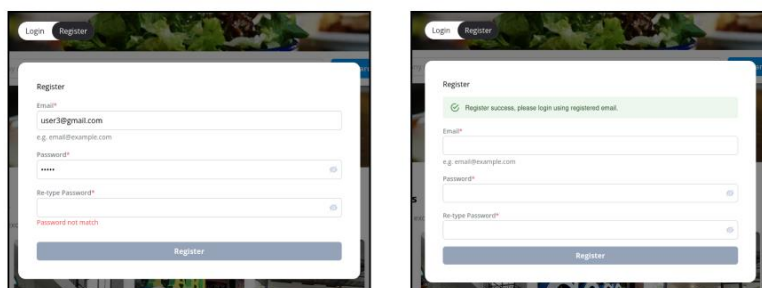 Login Register
Register
Email*
user3@gmail.com
e.g. email@example.com
Password*
•••••
Re-type Password*
Password not match
Register
Login Register
Register
Register success, please login using registered email.
Email*
e.g. email@example.com
Password*
Re-type Password*
Register